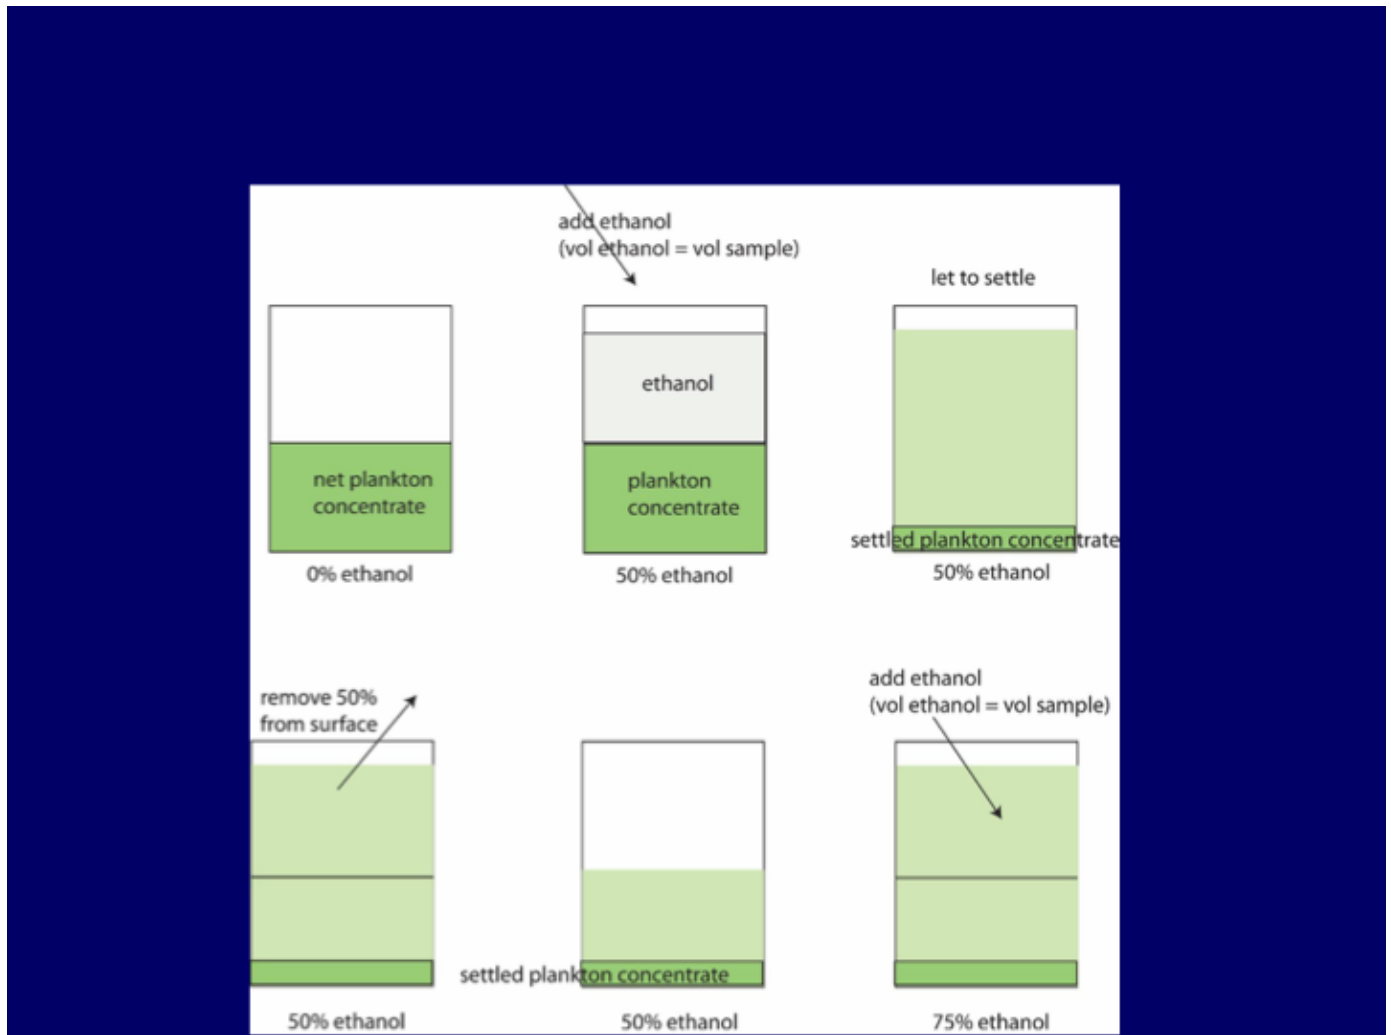 add ethanol
(vol ethanol = vol sample)
let to settle
ethanol
net plankton
concentrate
plankton
concentrate
settled plankton concentrate
0% ethanol
50% ethanol
50% ethanol
remove 50%
from surface
add ethanol
(vol ethanol = vol sample)
settled plankton concentrate
50% ethanol
50% ethanol
75% ethanol